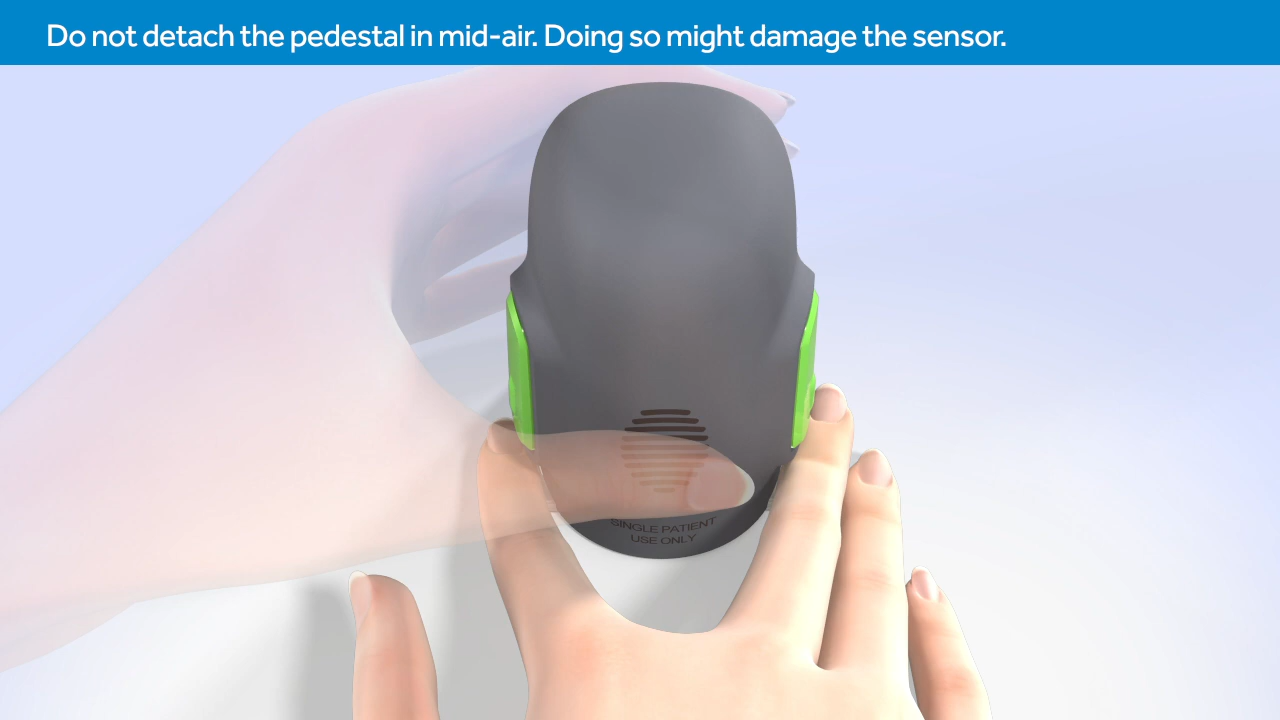 Do not detach the pedestal in mid-air. Doing so might damage the sensor.
SINGLE PATIENT
USE ONLY